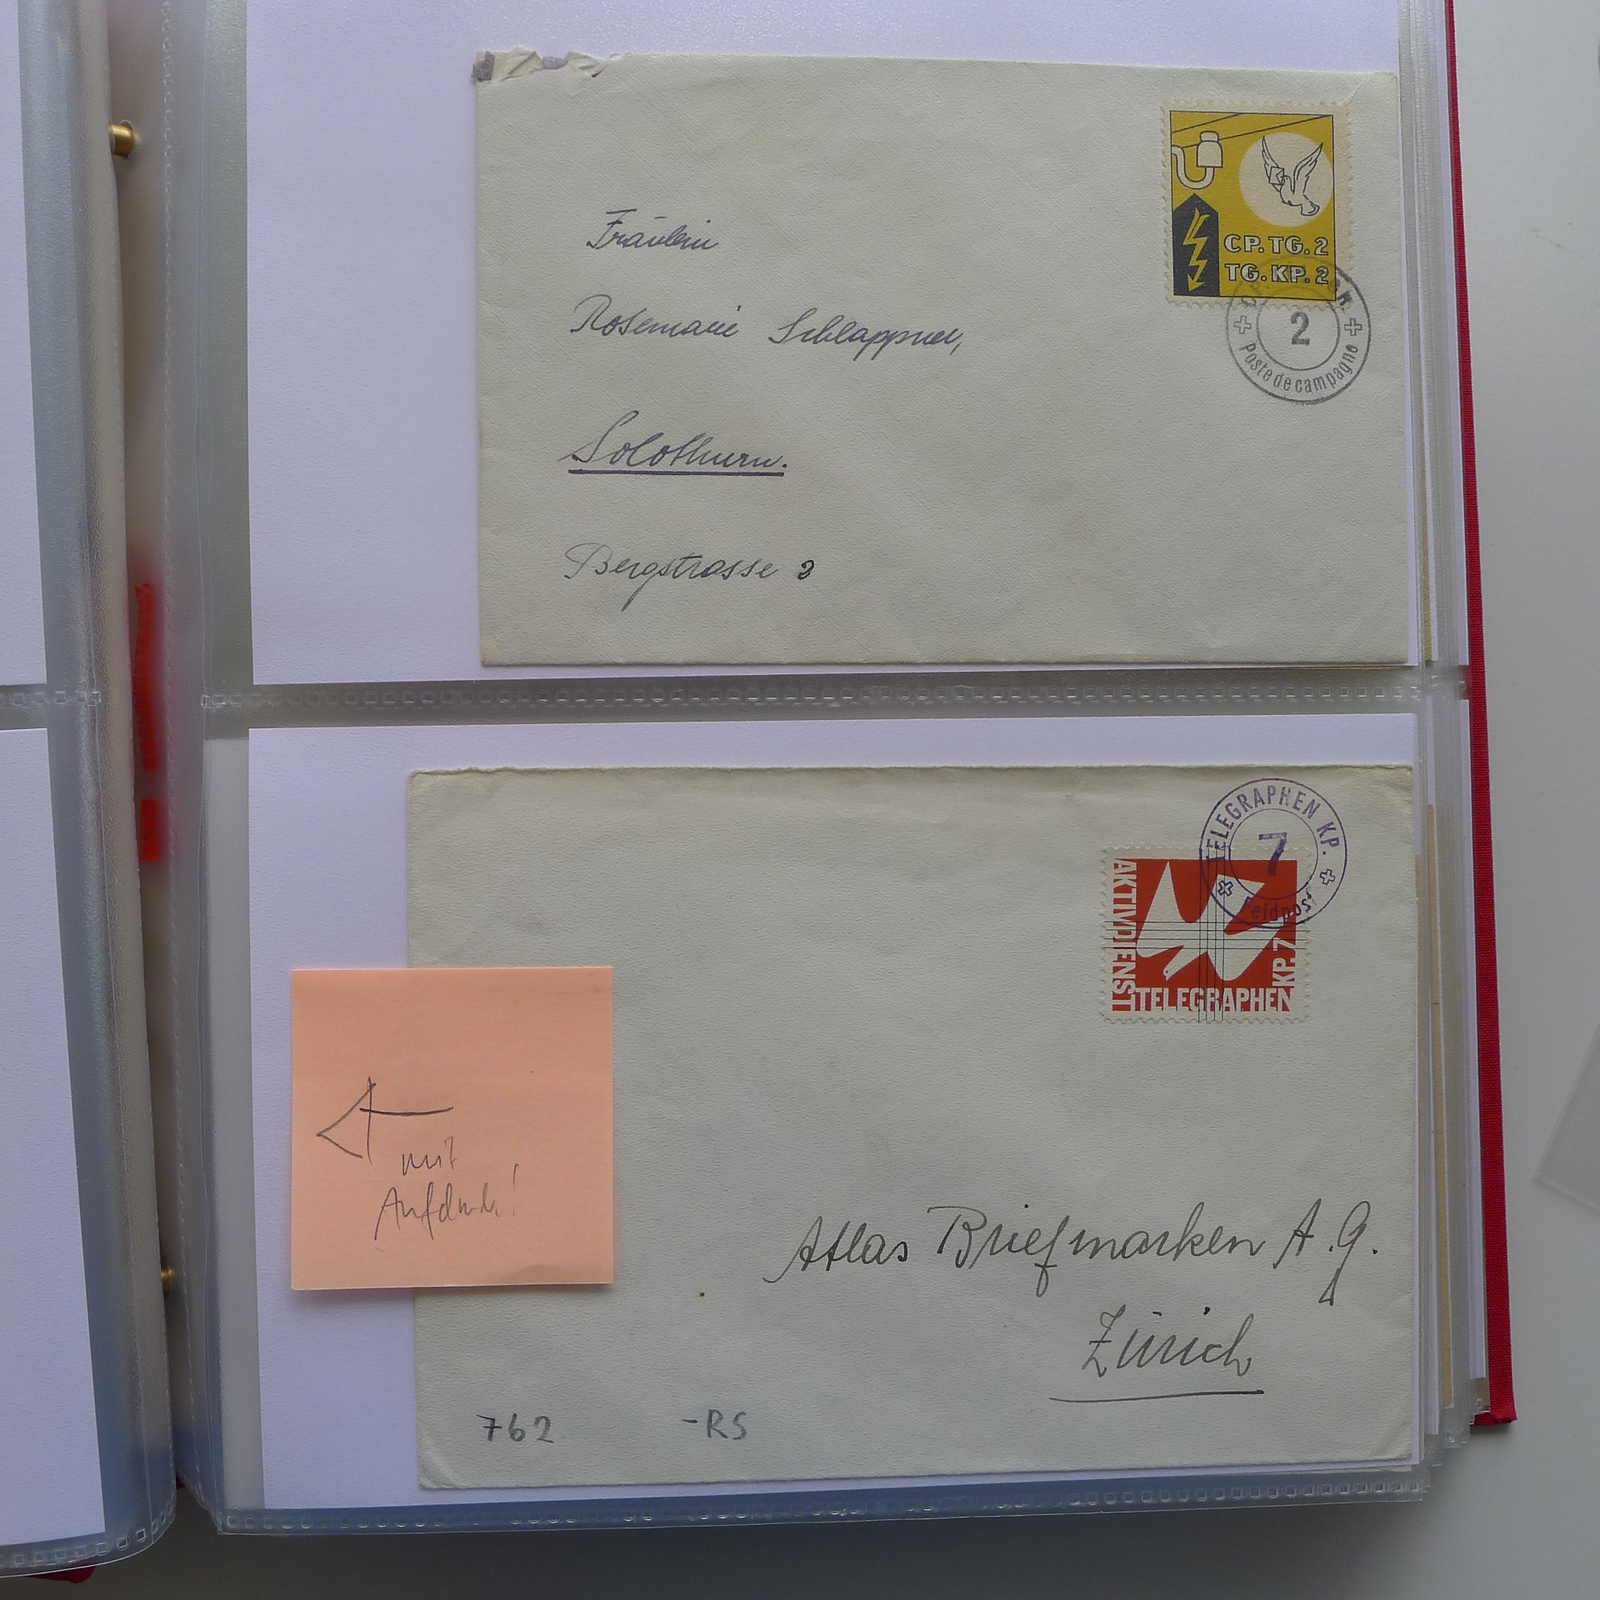 CP. TG. 2
TG. KP. 2
2
Poste de campagne
Fräulein
Rosemarie Schlappner,
Solothurn.
Bergstrasse 3
TELEGRAPHEN KP.
7
Feldpost
AKTIVDIENST
TELEGRAPHEN
KP. 7
mit
Aufdruck!
Atlas Briefmarken A.G.
Zürich
762 -RS